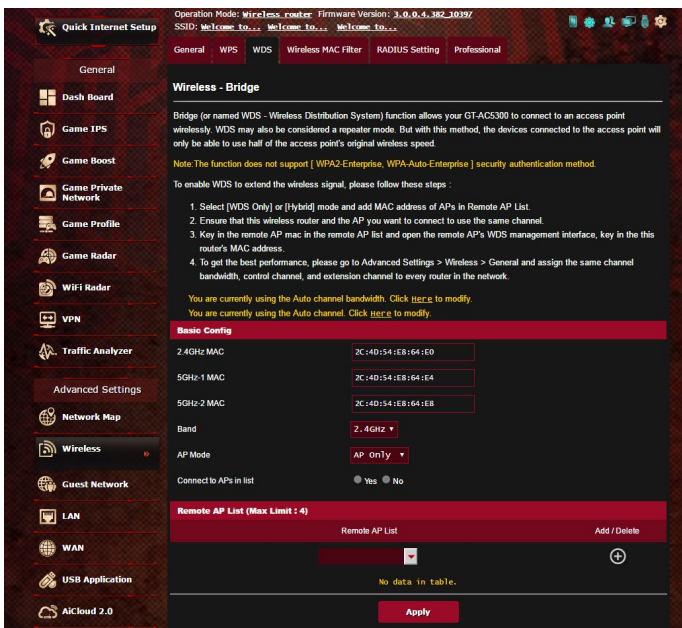 Quick Internet Setup
General
Dash Board
Game IPS
Game Boost
Game Private
Network
Game Profile
Game Radar
WiFi Radar
VPN
Traffic Analyzer
Advanced Settings
Network Map
Wireless
Guest Network
LAN
WAN
USB Application
AiCloud 2.0
Operation Mode: Wireless router Firmware Version: 3.0.0.4.382_10397
SSID: Welcome to... Welcome to... Welcome to...
General WPS WDS Wireless MAC Filter RADIUS Setting Professional
Wireless - Bridge
Bridge (or named WDS - Wireless Distribution System) function allows your GT-AC5300 to connect to an access point
wirelessly. WDS may also be considered a repeater mode. But with this method, the devices connected to the access point will
only be able to use half of the access point's original wireless speed.
Note:The function does not support [ WPA2-Enterprise, WPA-Auto-Enterprise ] security authentication method.
To enable WDS to extend the wireless signal, please follow these steps :
1. Select [WDS Only] or [Hybrid] mode and add MAC address of APs in Remote AP List.
2. Ensure that this wireless router and the AP you want to connect to use the same channel.
3. Key in the remote AP mac in the remote AP list and open the remote AP's WDS management interface, key in the this
router's MAC address.
4. To get the best performance, please go to Advanced Settings > Wireless > General and assign the same channel
bandwidth, control channel, and extension channel to every router in the network.
You are currently using the Auto channel bandwidth. Click Here to modify.
You are currently using the Auto channel. Click Here to modify.
Basic Config
2.4GHz MAC 2C:4D:54:E8:64:E0
5GHz-1 MAC 2C:4D:54:E8:64:E4
5GHz-2 MAC 2C:4D:54:E8:64:E8
Band 2.4GHz
AP Mode AP Only
Connect to APs in list Yes No
Remote AP List (Max Limit : 4)
Remote AP List Add / Delete
No data in table.
Apply